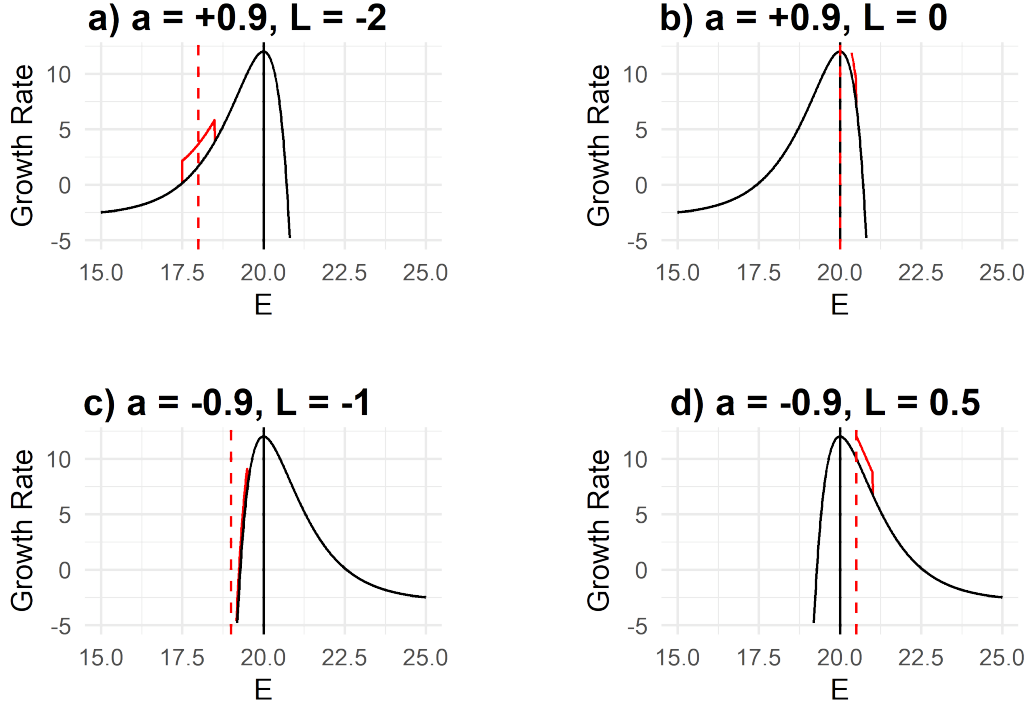 a) a = +0.9, L = -2
Growth Rate
10
5
0
-5
15.0 17.5 20.0 22.5 25.0
E
b) a = +0.9, L = 0
Growth Rate
10
5
0
-5
15.0 17.5 20.0 22.5 25.0
E
c) a = -0.9, L = -1
Growth Rate
10
5
0
-5
15.0 17.5 20.0 22.5 25.0
E
d) a = -0.9, L = 0.5
Growth Rate
10
5
0
-5
15.0 17.5 20.0 22.5 25.0
E